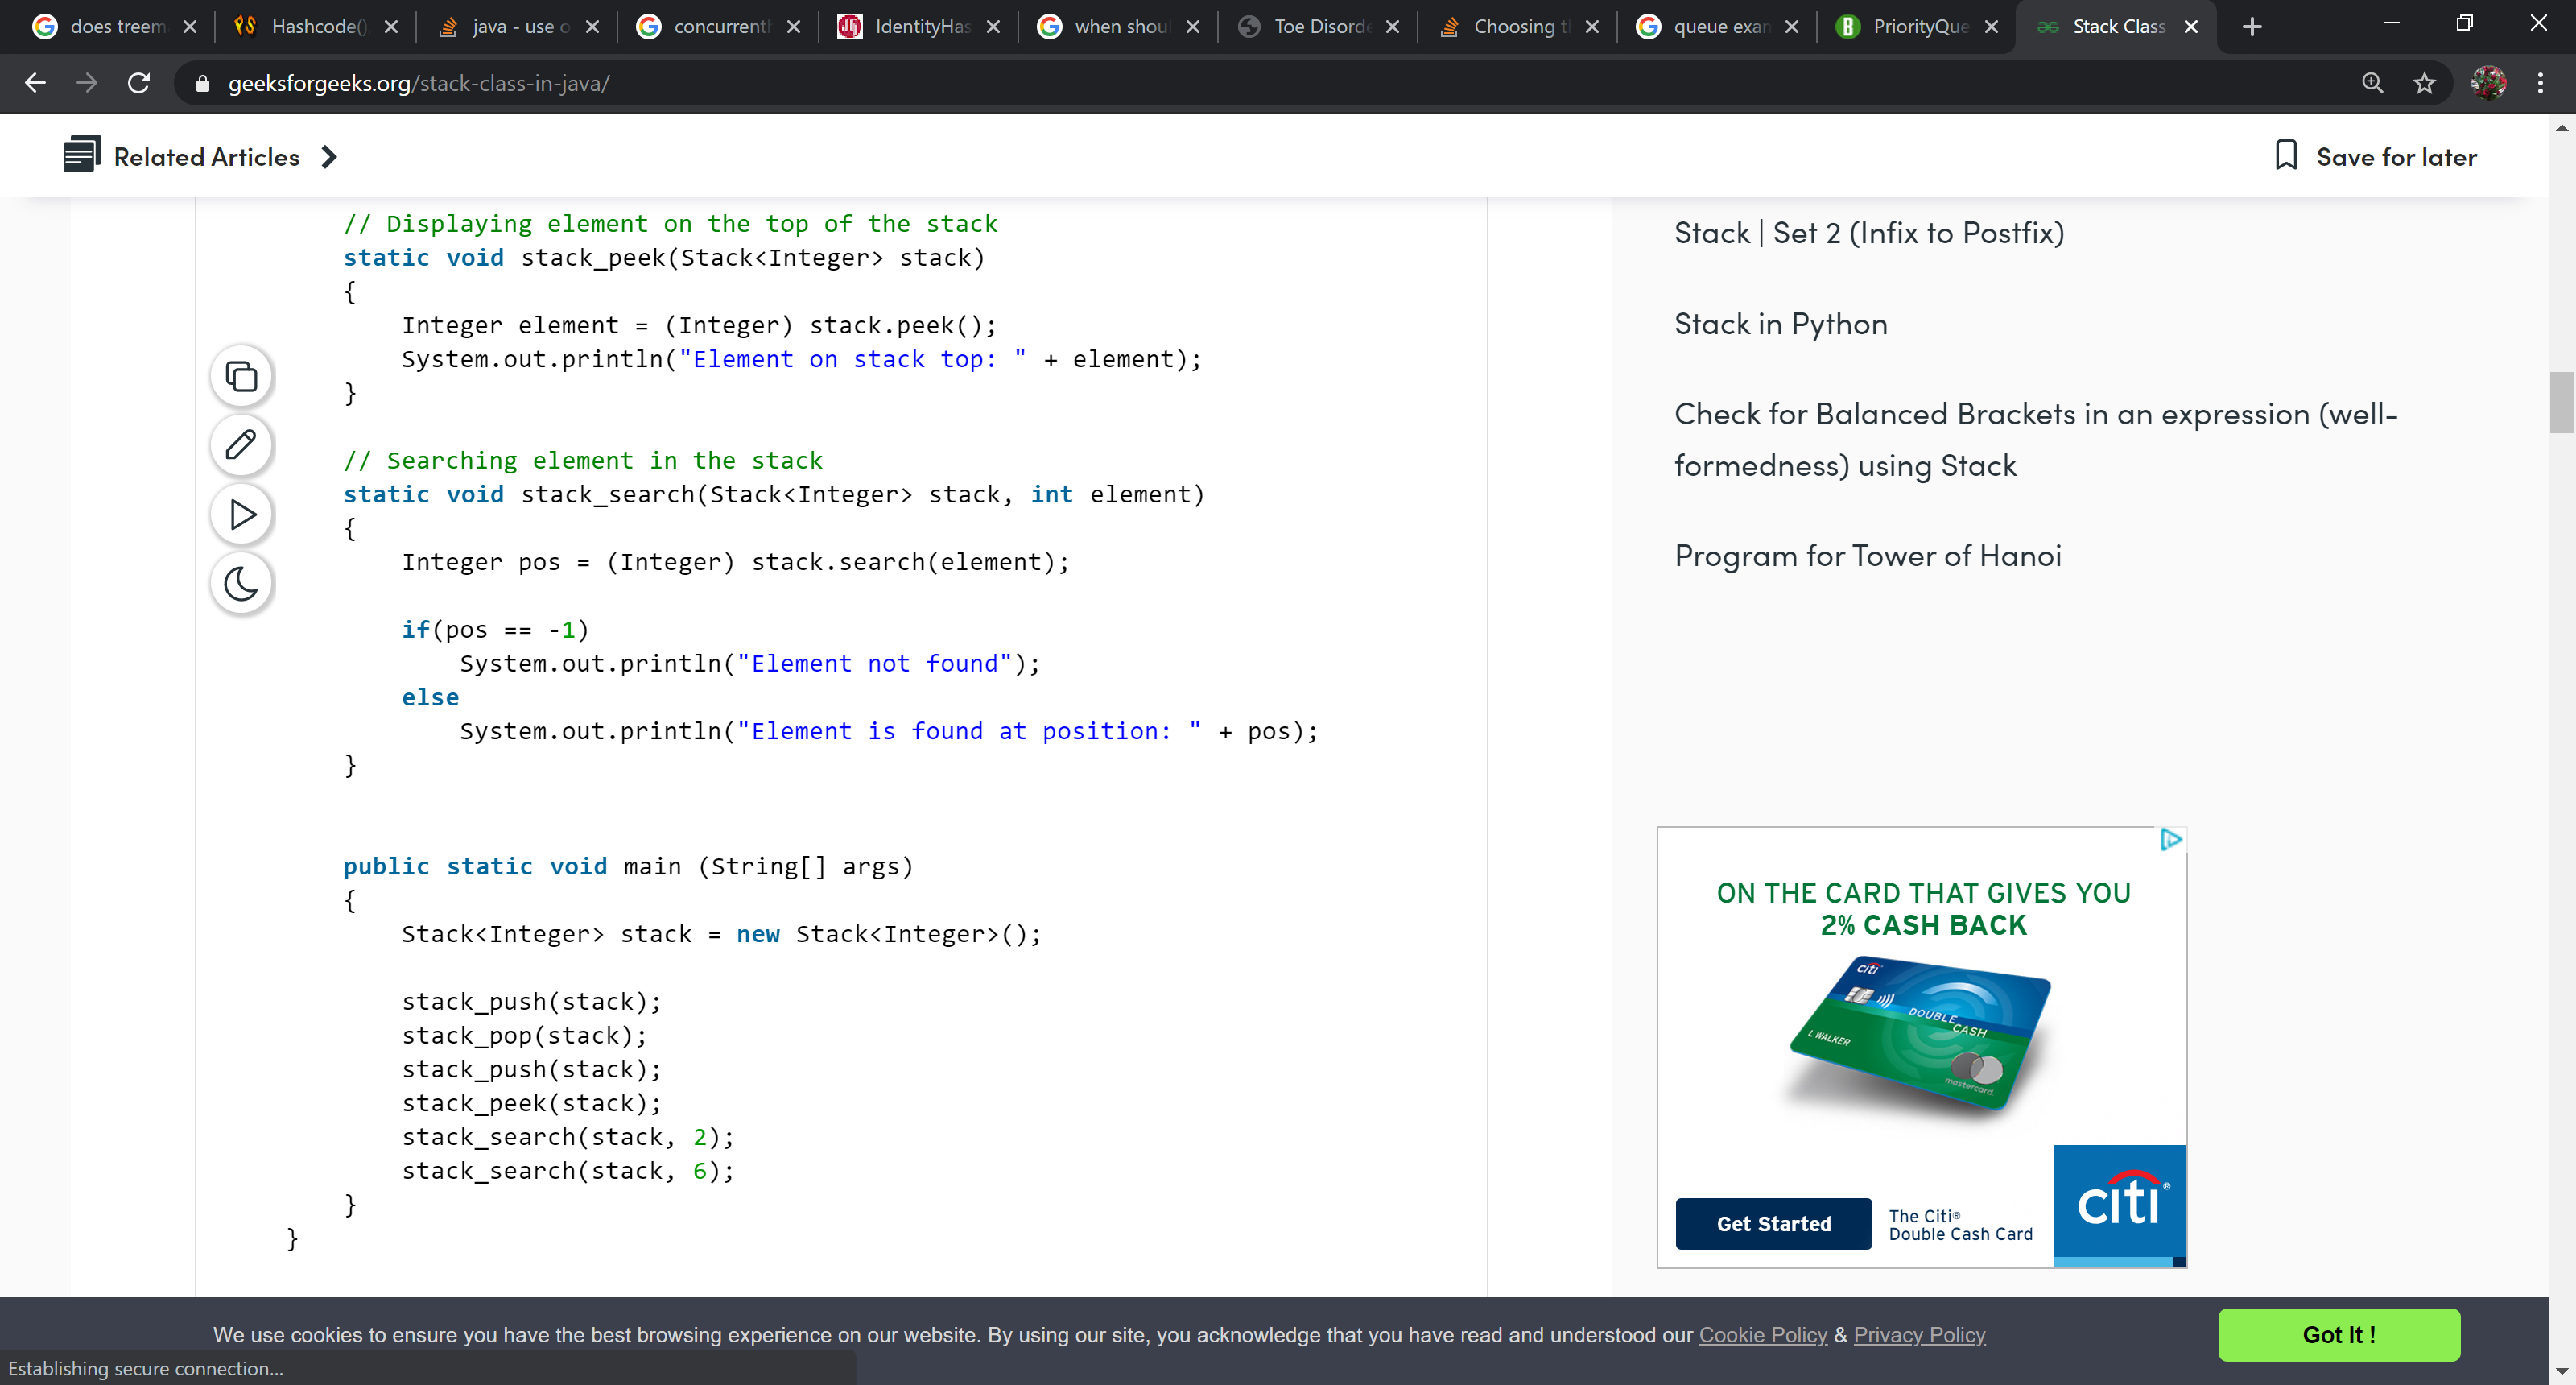 does treem
Hashcode()
java - use o
concurrent
IdentityHas
when shoul
Toe Disorde
Choosing t
queue exan
PriorityQue
Stack Class
geeksforgeeks.org/stack-class-in-java/
Related Articles
Save for later
// Displaying element on the top of the stack
static void stack_peek(Stack<Integer> stack)
{
Integer element = (Integer) stack.peek();
System.out.println("Element on stack top: " + element);
}
// Searching element in the stack
static void stack_search(Stack<Integer> stack, int element)
{
Integer pos = (Integer) stack.search(element);
if(pos == -1)
System.out.println("Element not found");
else
System.out.println("Element is found at position: " + pos);
}
public static void main (String[] args)
{
Stack<Integer> stack = new Stack<Integer>();
stack_push(stack);
stack_pop(stack);
stack_push(stack);
stack_peek(stack);
stack_search(stack, 2);
stack_search(stack, 6);
}
}
Stack | Set 2 (Infix to Postfix)
Stack in Python
Check for Balanced Brackets in an expression (well-
formedness) using Stack
Program for Tower of Hanoi
ON THE CARD THAT GIVES YOU
2% CASH BACK
citi
DOUBLE
CASH
L WALKER
mastercard
Get Started
The Citi®
Double Cash Card
citi®
We use cookies to ensure you have the best browsing experience on our website. By using our site, you acknowledge that you have read and understood our Cookie Policy & Privacy Policy
Got It !
Establishing secure connection...